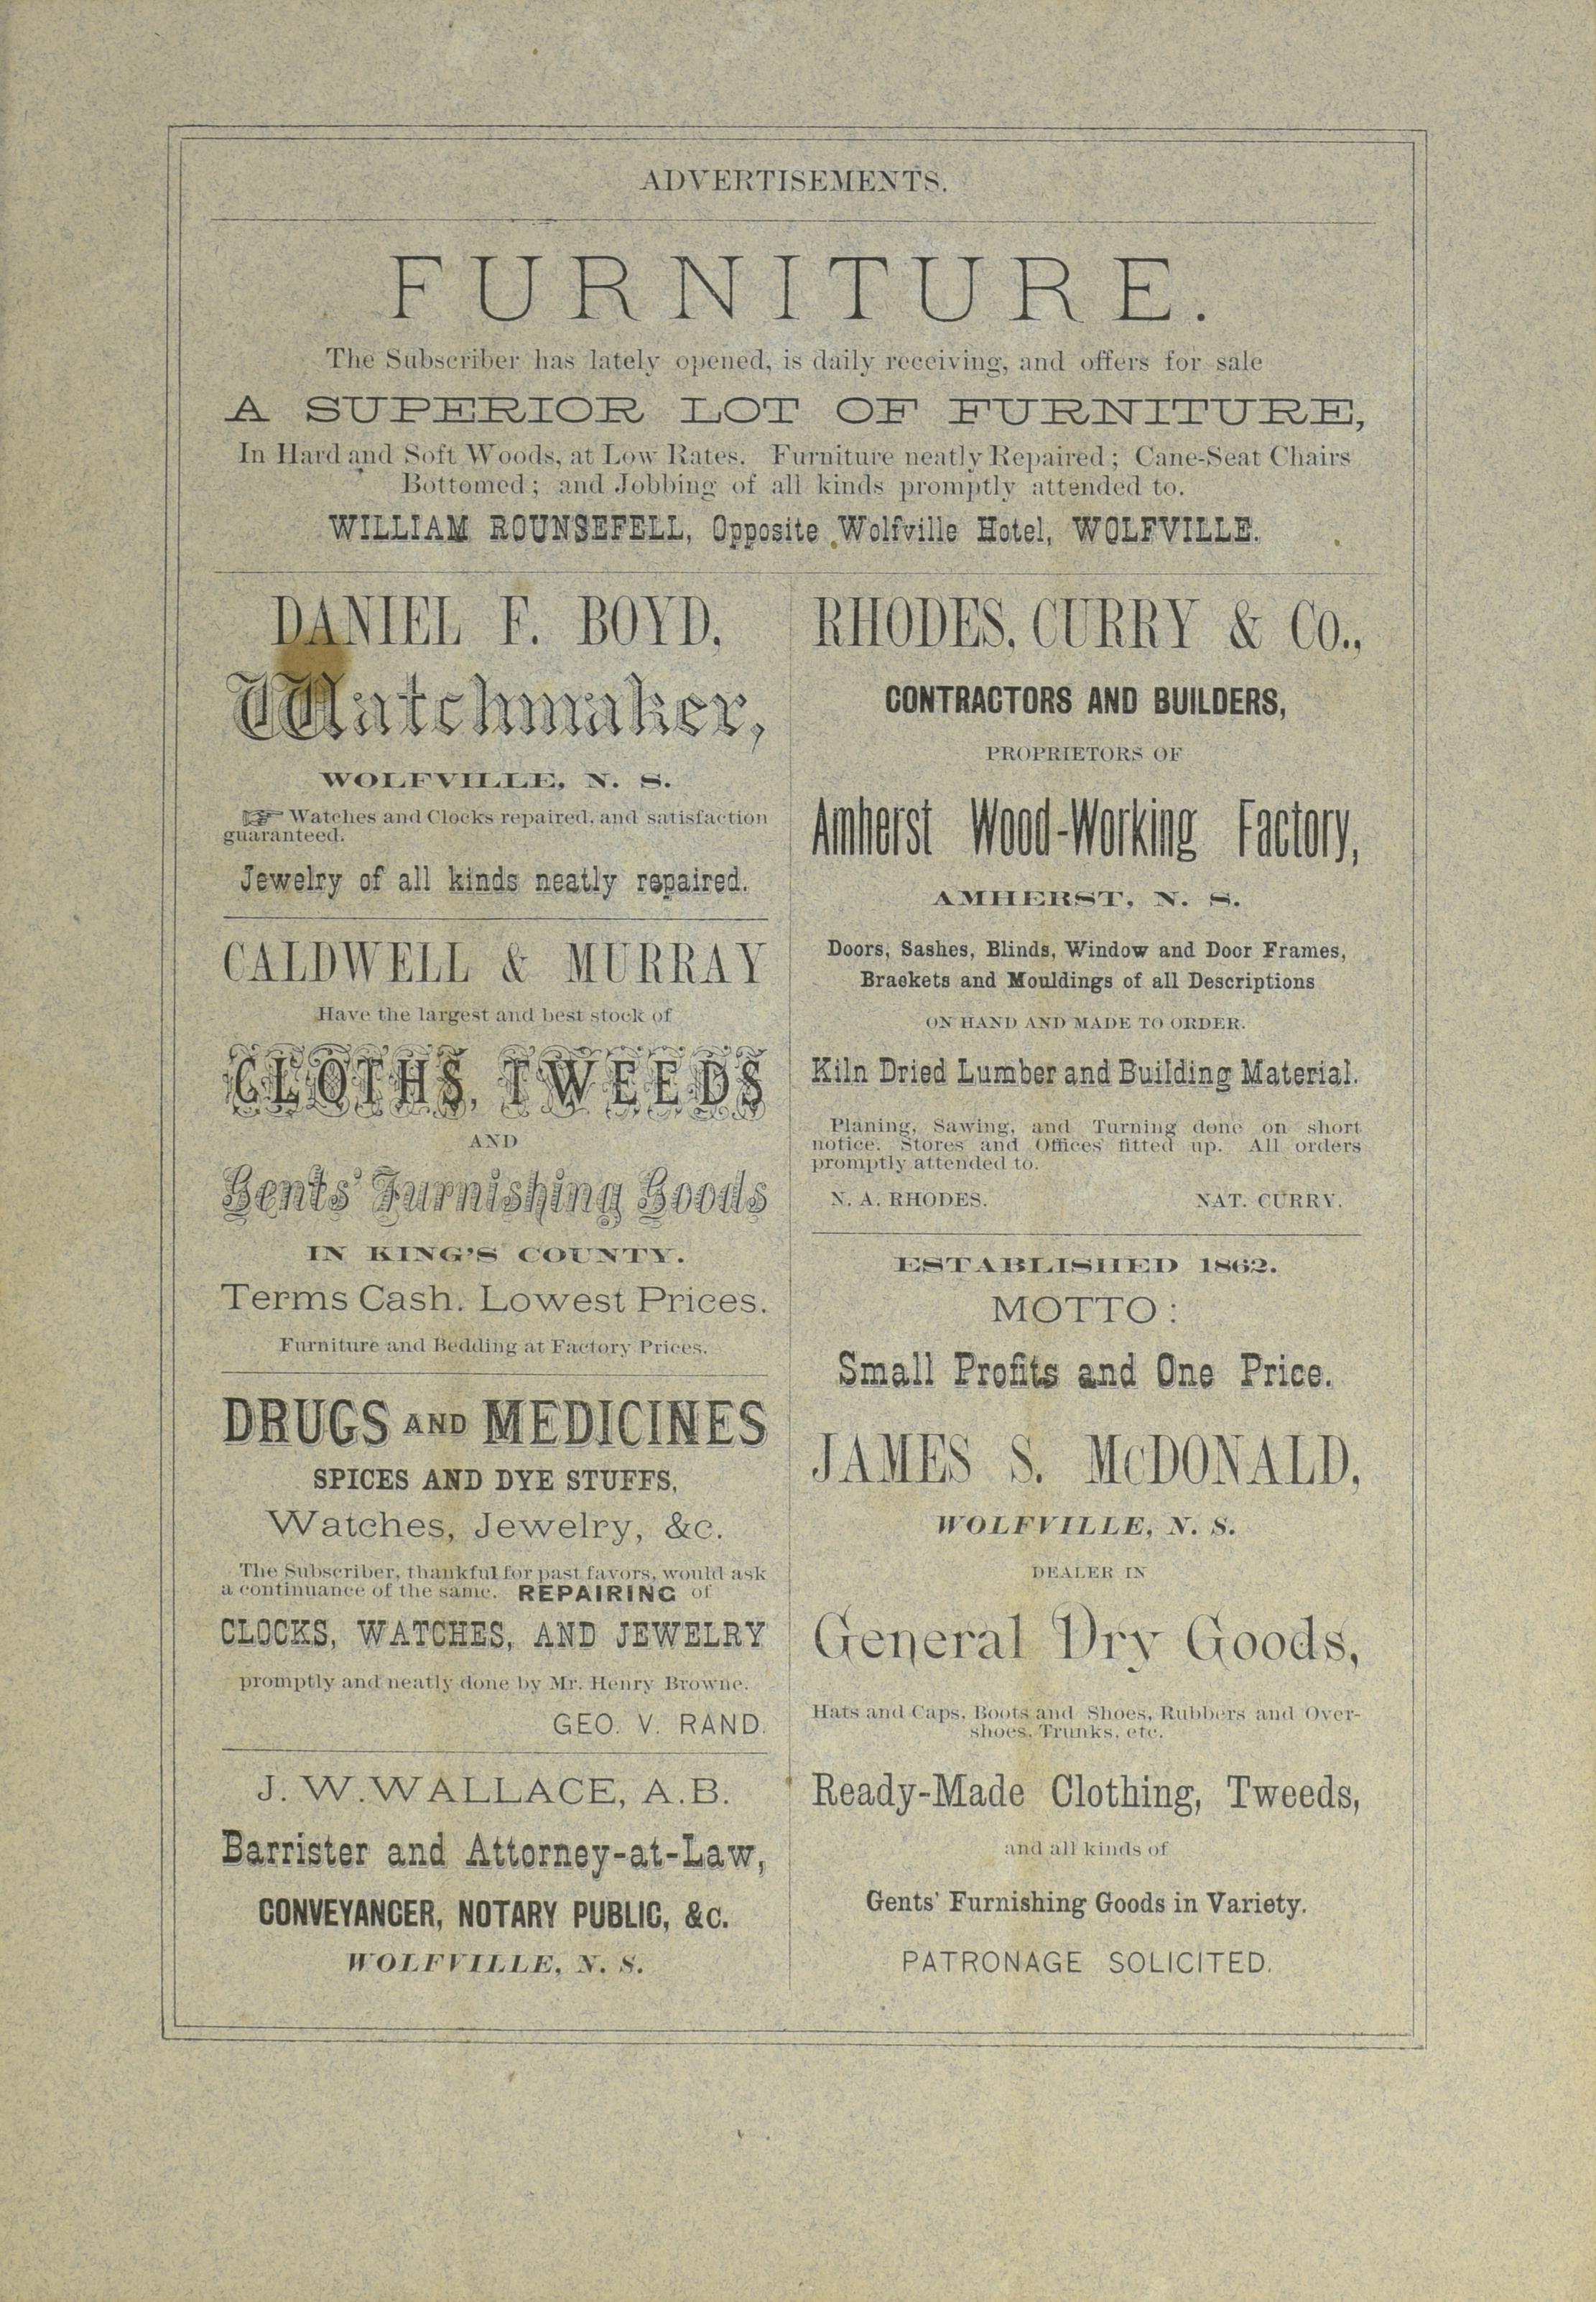 ADVERTISEMENTS.
FURNITURE.
The Subscriber has lately opened, is daily receiving, and offers for sale
A SUPERIOR LOT OF FURNITURE,
In Hard and Soft Woods, at Low Rates. Furniture neatly Repaired; Cane-Seat Chairs
Bottomed; and Jobbing of all kinds promptly attended to.
WILLIAM ROUNSEFELL, Opposite Wolfville Hotel, WOLFVILLE.
DANIEL F. BOYD,
Watchmaker,
WOLFVILLE, N. S.
☞ Watches and Clocks repaired, and satisfaction
guaranteed.
Jewelry of all kinds neatly repaired.
CALDWELL & MURRAY
Have the largest and best stock of
CLOTHS, TWEEDS
AND
Gents' Furnishing Goods
IN KING'S COUNTY.
Terms Cash. Lowest Prices.
Furniture and Bedding at Factory Prices.
DRUGS AND MEDICINES
SPICES AND DYE STUFFS,
Watches, Jewelry, &c.
The Subscriber, thankful for past favors, would ask
a continuance of the same. REPAIRING of
CLOCKS, WATCHES, AND JEWELRY
promptly and neatly done by Mr. Henry Browne.
GEO. V. RAND.
J. W. WALLACE, A.B.
Barrister and Attorney-at-Law,
CONVEYANCER, NOTARY PUBLIC, &c.
WOLFVILLE, N. S.
RHODES, CURRY & Co.,
CONTRACTORS AND BUILDERS,
PROPRIETORS OF
Amherst Wood-Working Factory,
AMHERST, N. S.
Doors, Sashes, Blinds, Window and Door Frames,
Brackets and Mouldings of all Descriptions
ON HAND AND MADE TO ORDER.
Kiln Dried Lumber and Building Material.
Planing, Sawing, and Turning done on short
notice. Stores and Offices fitted up. All orders
promptly attended to.
N. A. RHODES. NAT. CURRY.
ESTABLISHED 1862.
MOTTO:
Small Profits and One Price.
JAMES S. McDONALD,
WOLFVILLE, N. S.
DEALER IN
General Dry Goods,
Hats and Caps, Boots and Shoes, Rubbers and Over-
shoes, Trunks, etc.
Ready-Made Clothing, Tweeds,
and all kinds of
Gents' Furnishing Goods in Variety.
PATRONAGE SOLICITED.